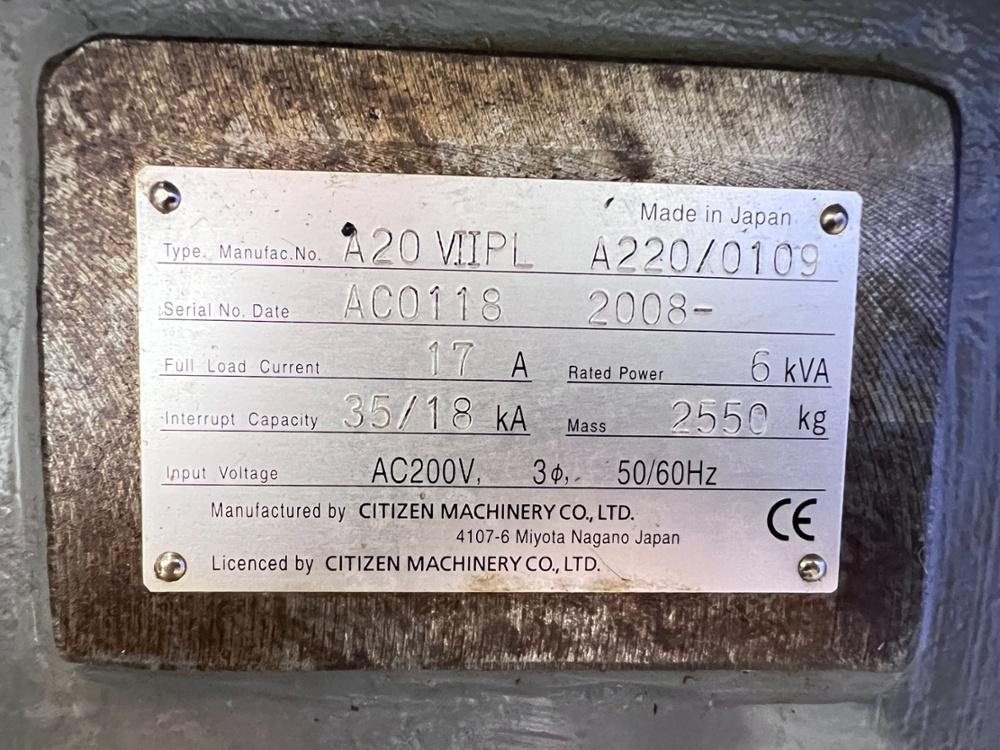 Made in Japan
Type. Manufac.No. A20 VIIPL A220/0109
Serial No. Date AC0118 2008-
Full Load Current 17 A Rated Power 6 kVA
Interrupt Capacity 35/18 kA Mass 2550 kg
Input Voltage AC200V, 3φ, 50/60Hz
Manufactured by CITIZEN MACHINERY CO., LTD.
4107-6 Miyota Nagano Japan
CE
Licenced by CITIZEN MACHINERY CO., LTD.